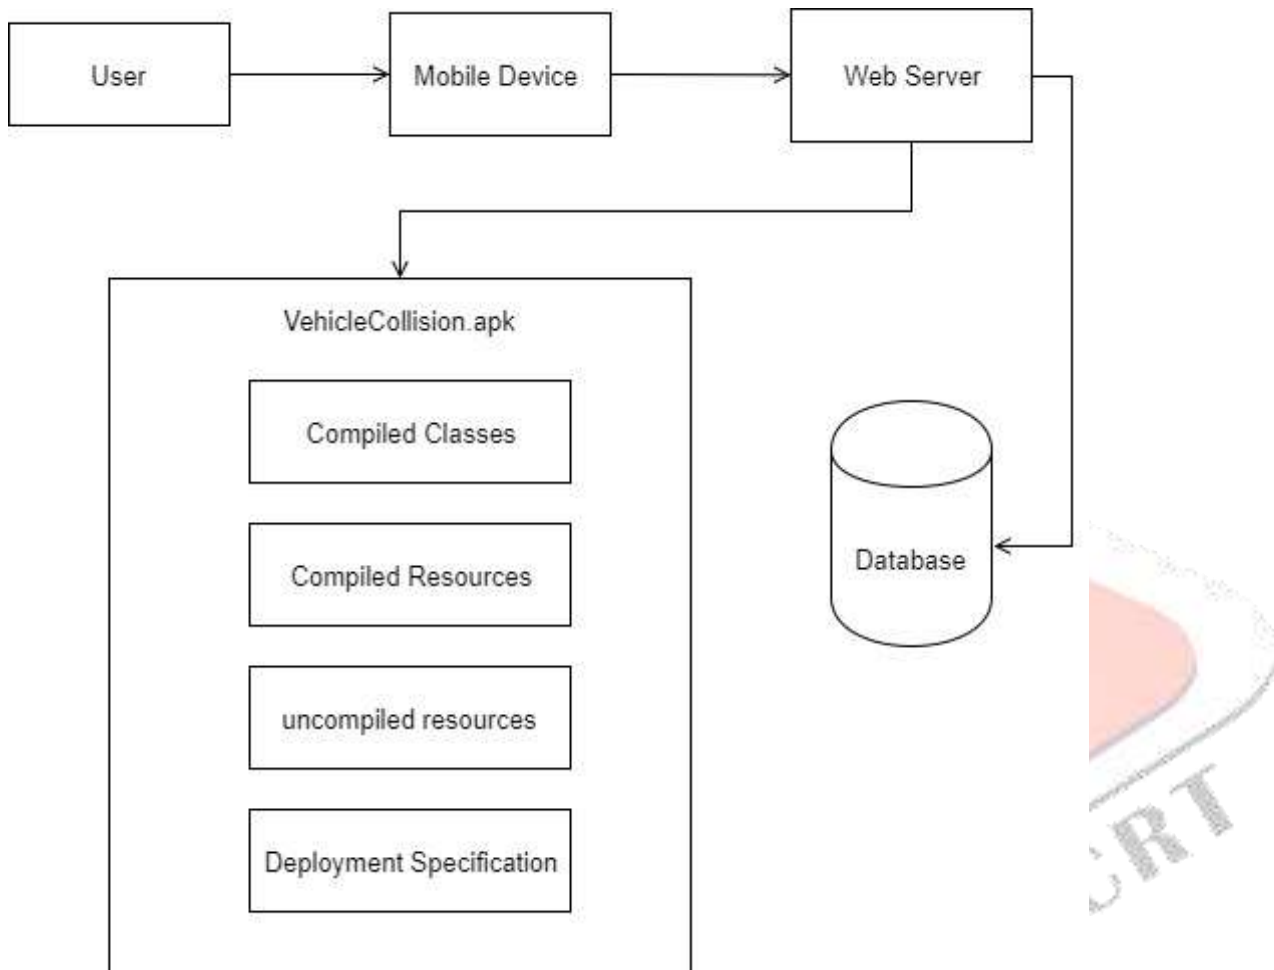 User
Mobile Device
Web Server
VehicleCollision.apk
Compiled Classes
Compiled Resources
uncompiled resources
Deployment Specification
Database